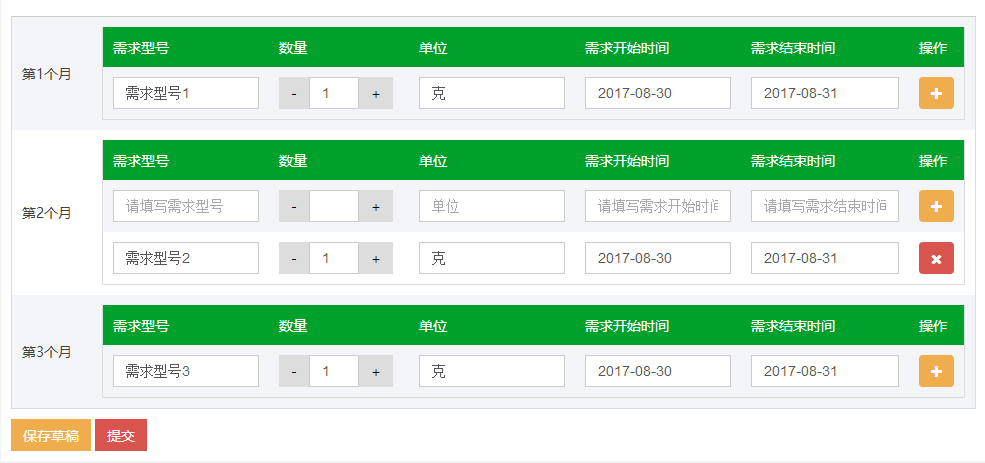 需求型号 数量 单位 需求开始时间 需求结束时间 操作
第1个月
需求型号1 - 1 + 克 2017-08-30 2017-08-31
需求型号 数量 单位 需求开始时间 需求结束时间 操作
请填写需求型号 - + 单位 请填写需求开始时间 请填写需求结束时间
第2个月
需求型号2 - 1 + 克 2017-08-30 2017-08-31
需求型号 数量 单位 需求开始时间 需求结束时间 操作
第3个月
需求型号3 - 1 + 克 2017-08-30 2017-08-31
保存草稿 提交